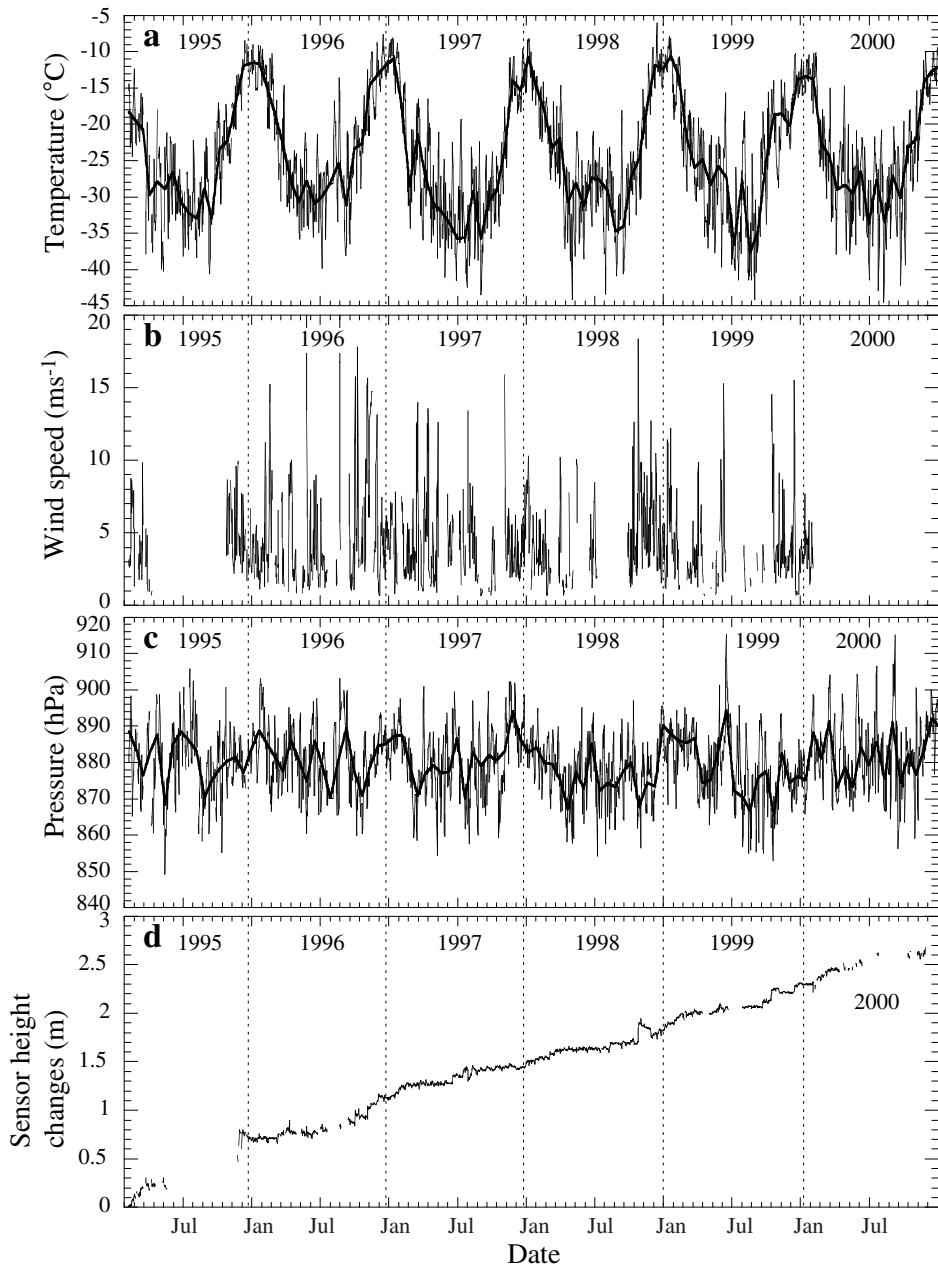 a 1995 1996 1997 1998 1999 2000
Temperature (°C)
-5
-10
-15
-20
-25
-30
-35
-40
-45
b 1995 1996 1997 1998 1999 2000
Wind speed (ms-1)
20
15
10
5
0
c 1995 1996 1997 1998 1999 2000
Pressure (hPa)
920
910
900
890
880
870
860
850
840
d 1995 1996 1997 1998 1999
2000
Sensor height
changes (m)
3
2.5
2
1.5
1
0.5
0
Jul Jan Jul Jan Jul Jan Jul Jan Jul Jan Jul
Date